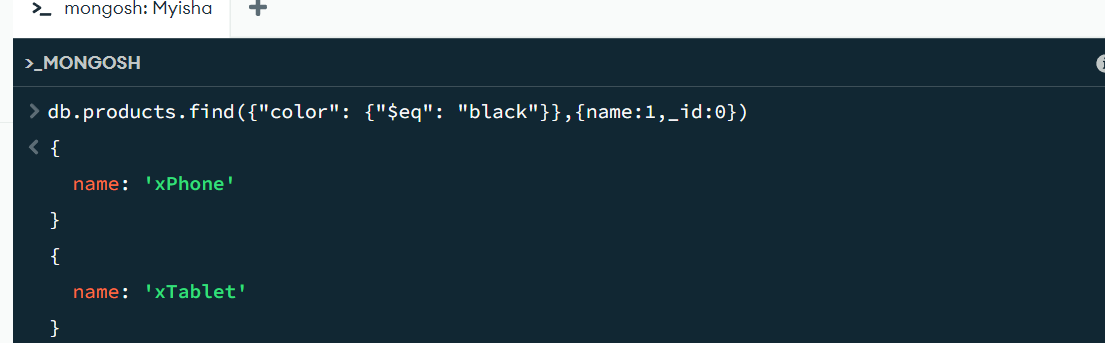 >_ mongosh: Myisha +
>_MONGOSH
> db.products.find({"color": {"$eq": "black"}},{name:1,_id:0})
< {
name: 'xPhone'
}
{
name: 'xTablet'
}